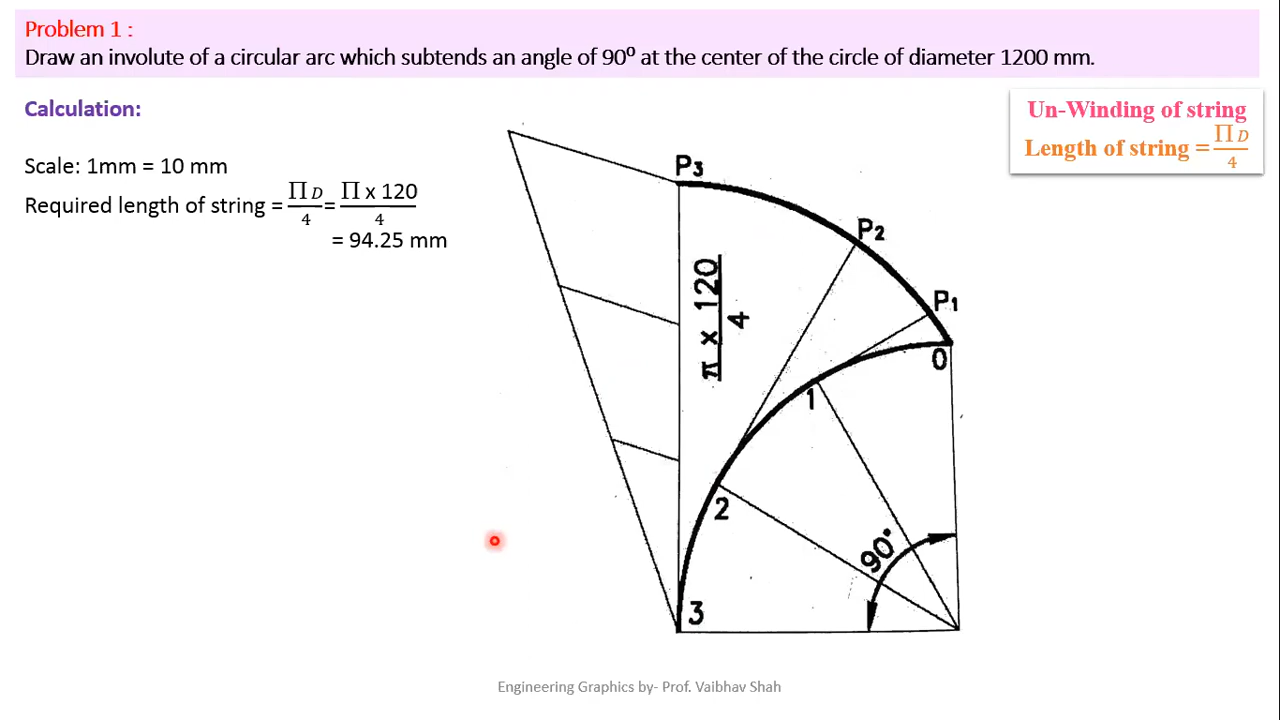 Problem 1 :
Draw an involute of a circular arc which subtends an angle of 90⁰ at the center of the circle of diameter 1200 mm.
Calculation:
Un-Winding of string
Length of string = ∏ D / 4
Scale: 1mm = 10 mm
Required length of string = ∏ D / 4 = ∏ x 120 / 4
= 94.25 mm
P3
P2
P1
π x 120 / 4
0
1
2
90°
3
Engineering Graphics by- Prof. Vaibhav Shah